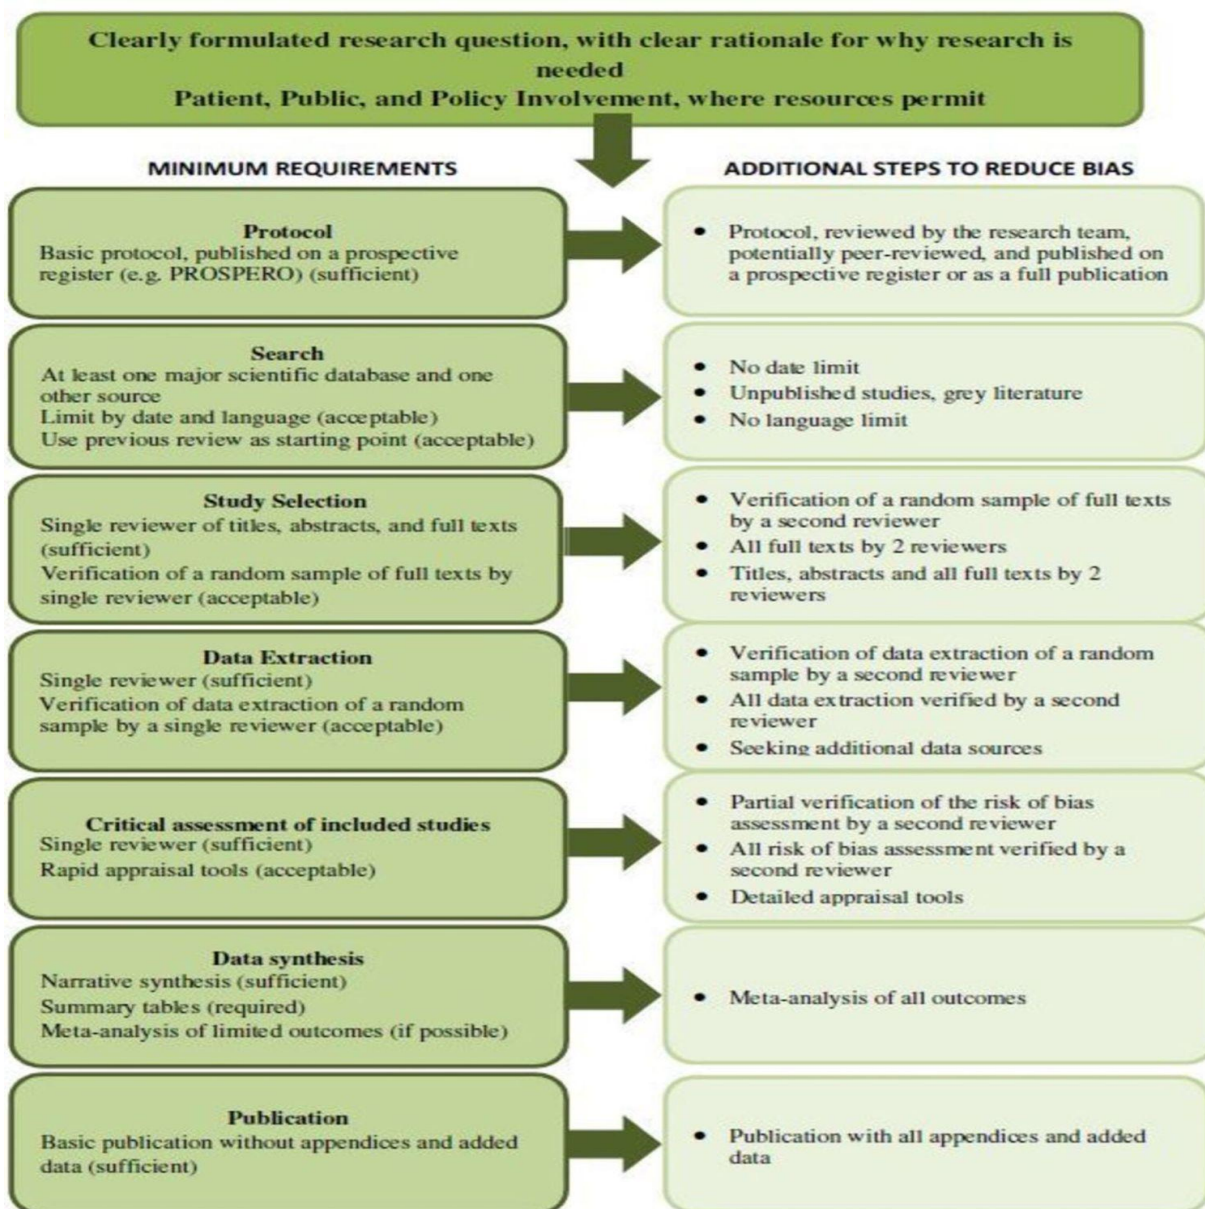 Clearly formulated research question, with clear rationale for why research is
needed
Patient, Public, and Policy Involvement, where resources permit
MINIMUM REQUIREMENTS
ADDITIONAL STEPS TO REDUCE BIAS
Protocol
Basic protocol, published on a prospective
register (e.g. PROSPERO) (sufficient)
• Protocol, reviewed by the research team,
potentially peer-reviewed, and published on
a prospective register or as a full publication
Search
At least one major scientific database and one
other source
Limit by date and language (acceptable)
Use previous review as starting point (acceptable)
• No date limit
• Unpublished studies, grey literature
• No language limit
Study Selection
Single reviewer of titles, abstracts, and full texts
(sufficient)
Verification of a random sample of full texts by
single reviewer (acceptable)
• Verification of a random sample of full texts
by a second reviewer
• All full texts by 2 reviewers
• Titles, abstracts and all full texts by 2
reviewers
Data Extraction
Single reviewer (sufficient)
Verification of data extraction of a random
sample by a single reviewer (acceptable)
• Verification of data extraction of a random
sample by a second reviewer
• All data extraction verified by a second
reviewer
• Seeking additional data sources
Critical assessment of included studies
Single reviewer (sufficient)
Rapid appraisal tools (acceptable)
• Partial verification of the risk of bias
assessment by a second reviewer
• All risk of bias assessment verified by a
second reviewer
• Detailed appraisal tools
Data synthesis
Narrative synthesis (sufficient)
Summary tables (required)
Meta-analysis of limited outcomes (if possible)
• Meta-analysis of all outcomes
Publication
Basic publication without appendices and added
data (sufficient)
• Publication with all appendices and added
data